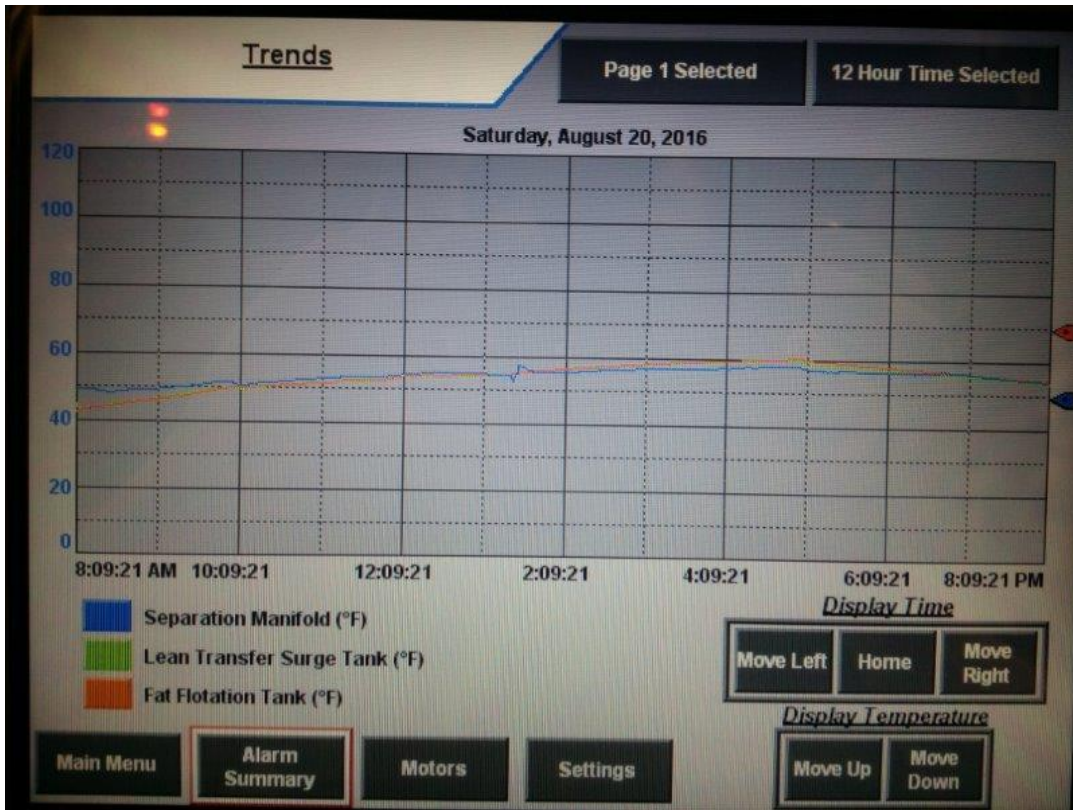 Trends
Page 1 Selected
12 Hour Time Selected
Saturday, August 20, 2016
120
100
80
60
40
20
0
8:09:21 AM 10:09:21 12:09:21 2:09:21 4:09:21 6:09:21 8:09:21 PM
Separation Manifold (°F)
Lean Transfer Surge Tank (°F)
Fat Flotation Tank (°F)
Display Time
Move Left
Home
Move
Right
Display Temperature
Move Up
Move
Down
Main Menu
Alarm
Summary
Motors
Settings